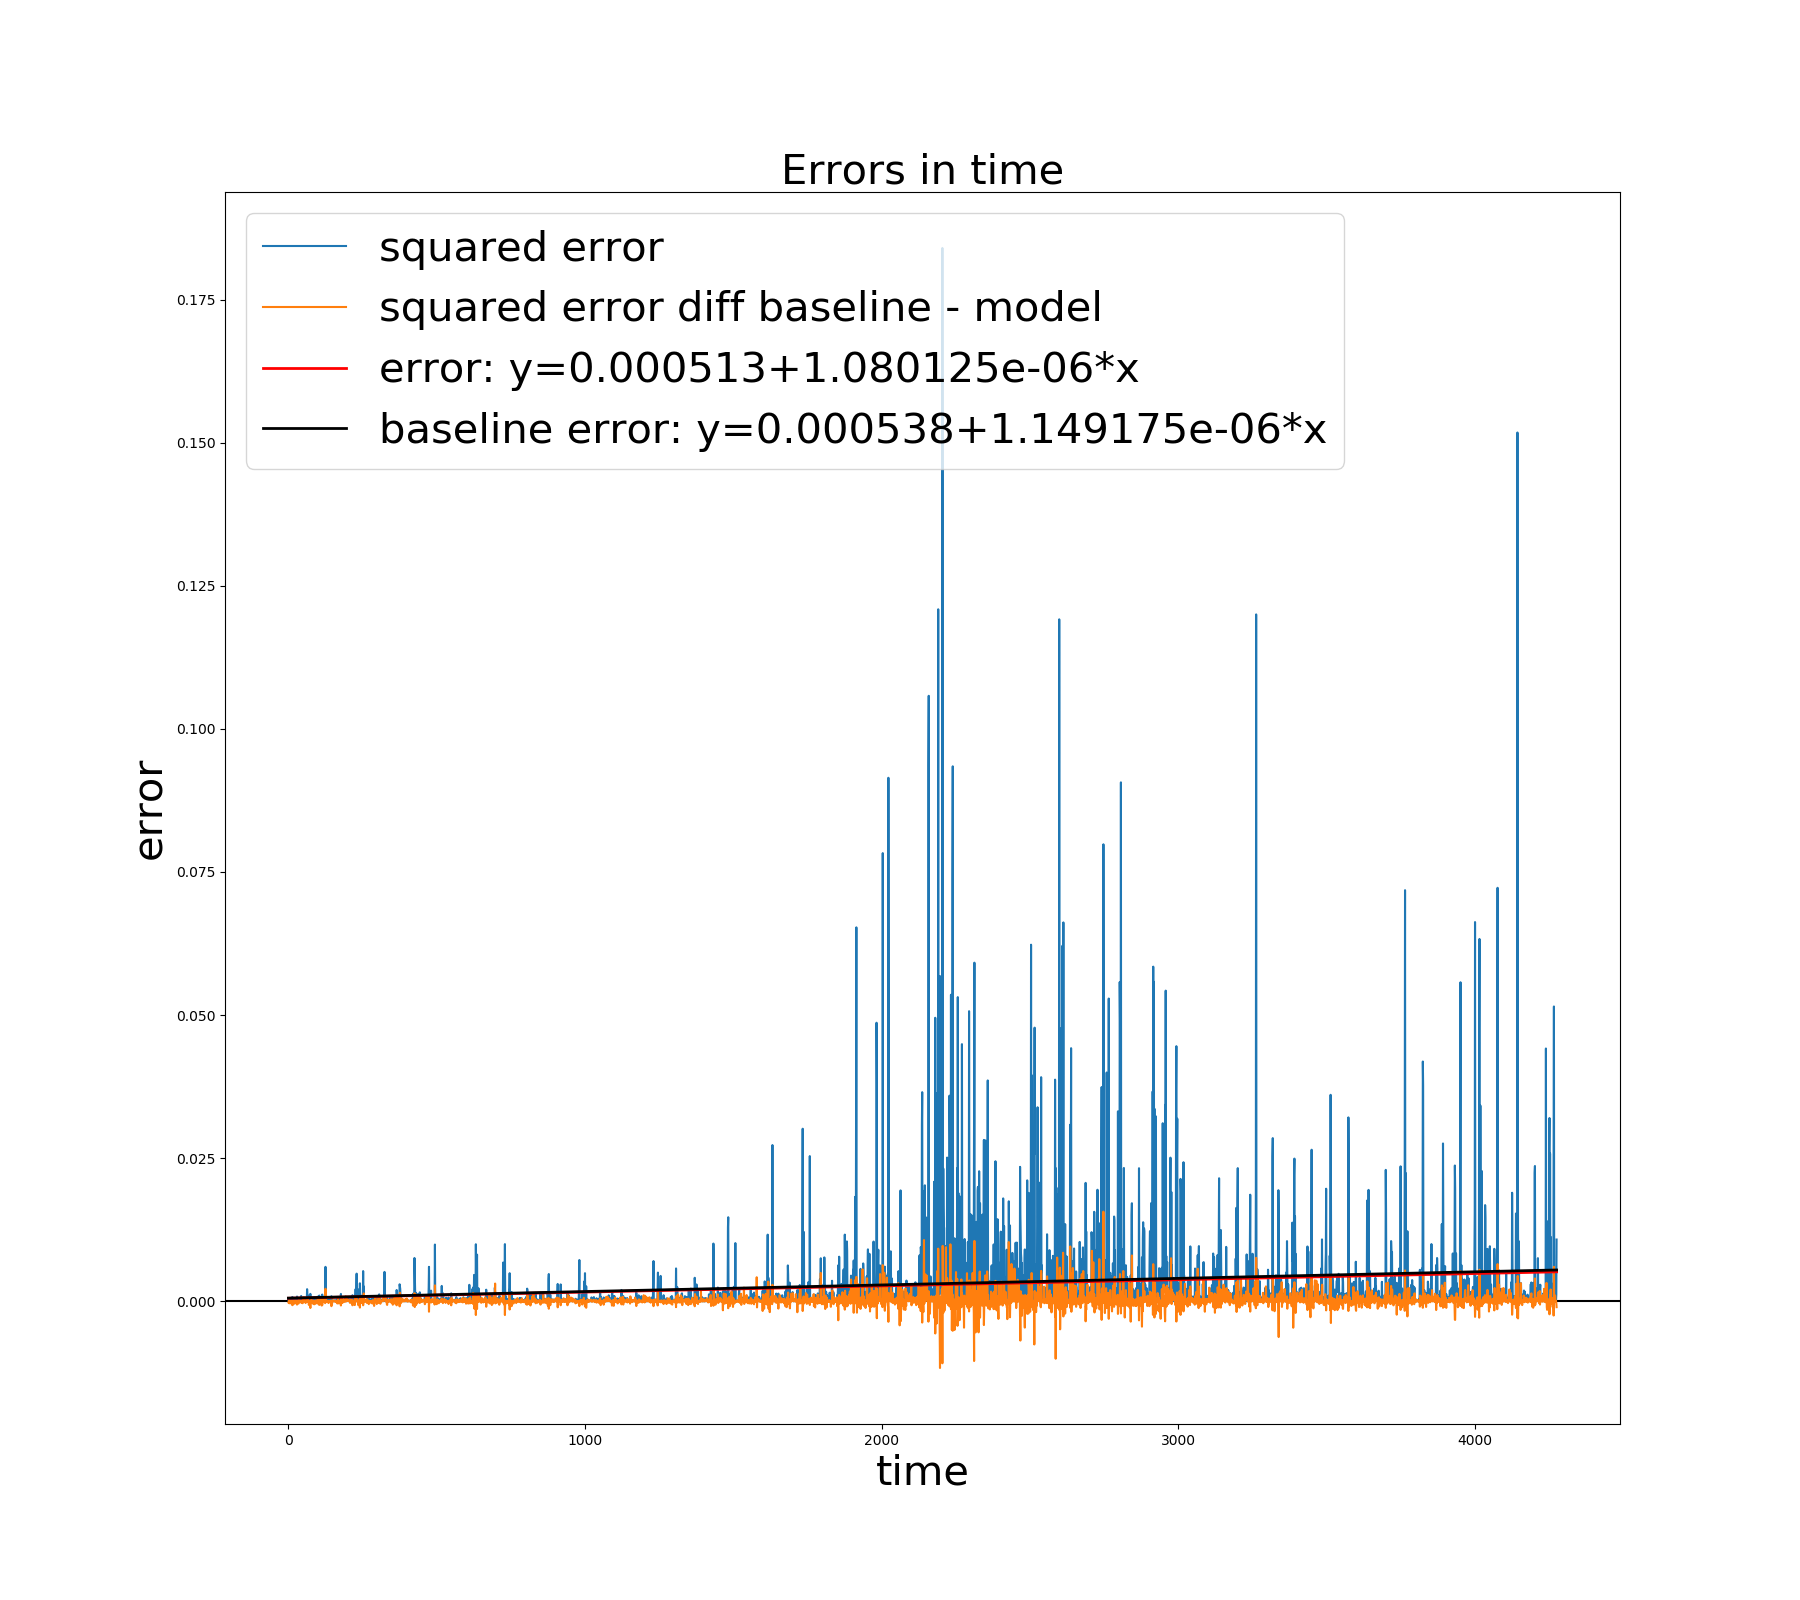 Errors in time
squared error
squared error diff baseline - model
error: y=0.000513+1.080125e-06*x
baseline error: y=0.000538+1.149175e-06*x
0.175
0.150
0.125
0.100
0.075
0.050
0.025
0.000
error
0 1000 2000 3000 4000
time